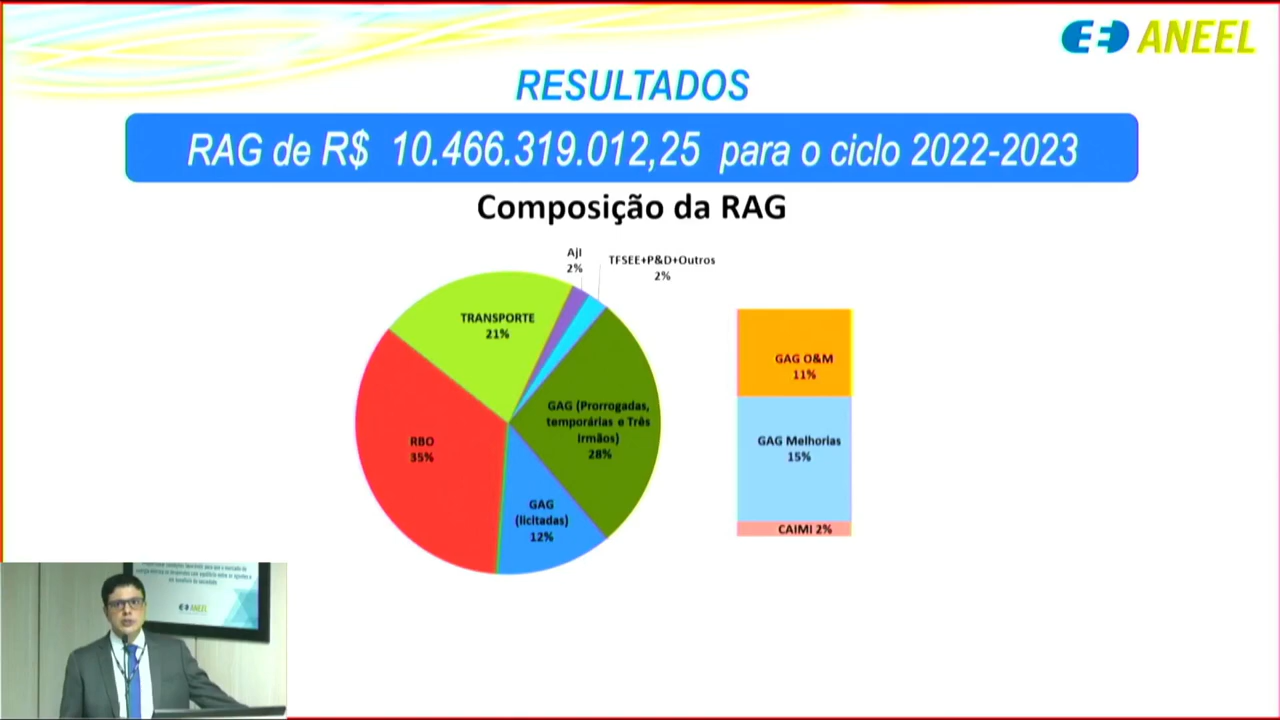 ANEEL
RESULTADOS
RAG de R$ 10.466.319.012,25 para o ciclo 2022-2023
Composição da RAG
AjI
2%
TFSEE+P&D+Outros
2%
TRANSPORTE
21%
GAG (Prorrogadas,
temporárias e Três
Irmãos)
28%
RBO
35%
GAG
(licitadas)
12%
GAG O&M
11%
GAG Melhorias
15%
CAIMI 2%
ANEEL